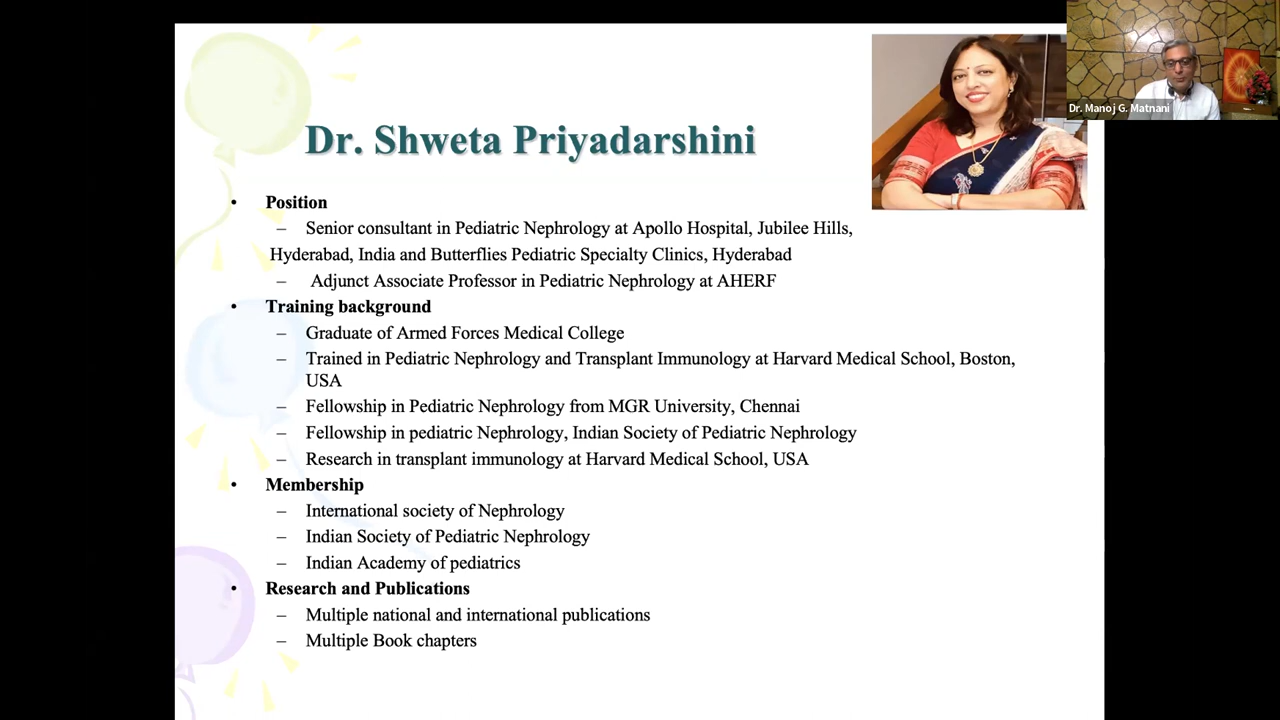 Dr. Shweta Priyadarshini
Dr. Manoj G. Matnani
• Position
– Senior consultant in Pediatric Nephrology at Apollo Hospital, Jubilee Hills,
Hyderabad, India and Butterflies Pediatric Specialty Clinics, Hyderabad
– Adjunct Associate Professor in Pediatric Nephrology at AHERF
• Training background
– Graduate of Armed Forces Medical College
– Trained in Pediatric Nephrology and Transplant Immunology at Harvard Medical School, Boston,
USA
– Fellowship in Pediatric Nephrology from MGR University, Chennai
– Fellowship in pediatric Nephrology, Indian Society of Pediatric Nephrology
– Research in transplant immunology at Harvard Medical School, USA
• Membership
– International society of Nephrology
– Indian Society of Pediatric Nephrology
– Indian Academy of pediatrics
• Research and Publications
– Multiple national and international publications
– Multiple Book chapters